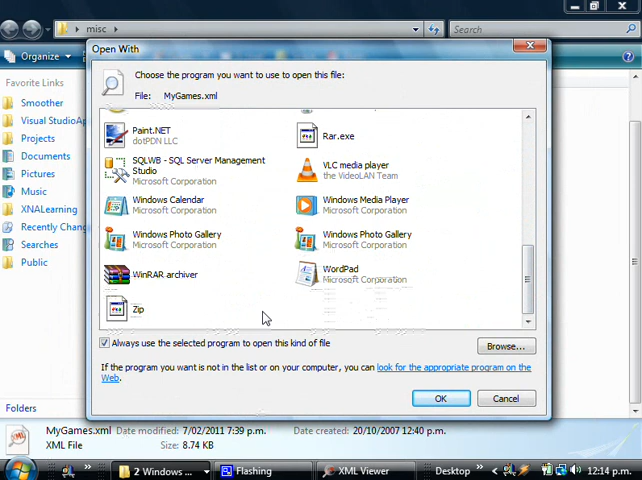 misc
Search
Organize
Open With
Favorite Links
Smoother
Visual StudioAp
Projects
Documents
Pictures
Music
XNALearning
Recently Chang
Searches
Public
Folders
Choose the program you want to use to open this file:
File: MyGames.xml
Paint.NET
dotPDN LLC
Rar.exe
SQLWB - SQL Server Management
Studio
Microsoft Corporation
VLC media player
the VideoLAN Team
Windows Calendar
Microsoft Corporation
Windows Media Player
Microsoft Corporation
Windows Photo Gallery
Microsoft Corporation
Windows Photo Gallery
Microsoft Corporation
WinRAR archiver
WordPad
Microsoft Corporation
Zip
Always use the selected program to open this kind of file
Browse...
If the program you want is not in the list or on your computer, you can look for the appropriate program on the
Web.
OK
Cancel
MyGames.xml Date modified: 7/02/2011 7:39 p.m. Date created: 20/10/2007 12:40 p.m.
XML File Size: 8.74 KB
2 Windows ...
Flashing
XML Viewer
Desktop
12:14 p.m.